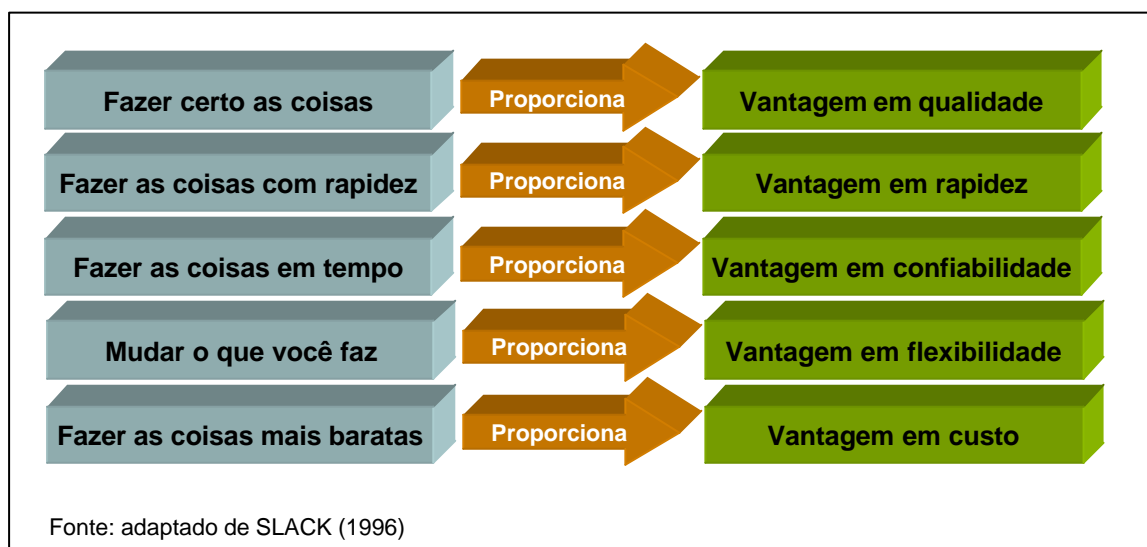 Fazer certo as coisas Proporciona Vantagem em qualidade
Fazer as coisas com rapidez Proporciona Vantagem em rapidez
Fazer as coisas em tempo Proporciona Vantagem em confiabilidade
Mudar o que você faz Proporciona Vantagem em flexibilidade
Fazer as coisas mais baratas Proporciona Vantagem em custo
Fonte: adaptado de SLACK (1996)